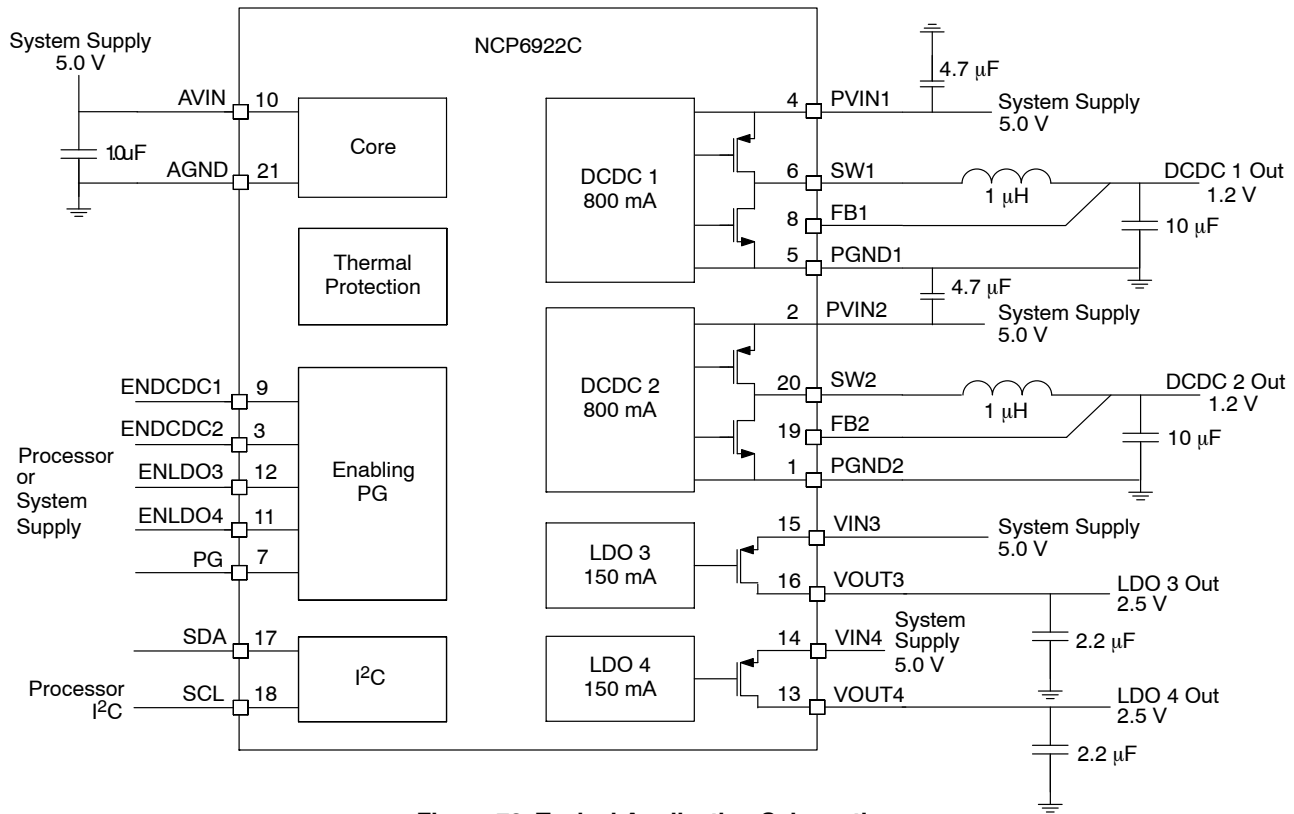 NCP6922C
System Supply
5.0 V
AVIN
10
1.0uF
AGND
21
Core
Thermal
Protection
ENDCDC1
9
ENDCDC2
3
Processor
or
System
Supply
ENLDO3
12
ENLDO4
11
PG
7
Enabling
PG
SDA
17
Processor
I²C
SCL
18
I²C
DCDC 1
800 mA
4
PVIN1
4.7 μF
System Supply
5.0 V
6
SW1
1 μH
DCDC 1 Out
1.2 V
8
FB1
10 μF
5
PGND1
4.7 μF
DCDC 2
800 mA
2
PVIN2
System Supply
5.0 V
20
SW2
1 μH
DCDC 2 Out
1.2 V
19
FB2
10 μF
1
PGND2
LDO 3
150 mA
15
VIN3
System Supply
5.0 V
16
VOUT3
LDO 3 Out
2.5 V
2.2 μF
LDO 4
150 mA
14
VIN4
System
Supply
5.0 V
13
VOUT4
LDO 4 Out
2.5 V
2.2 μF